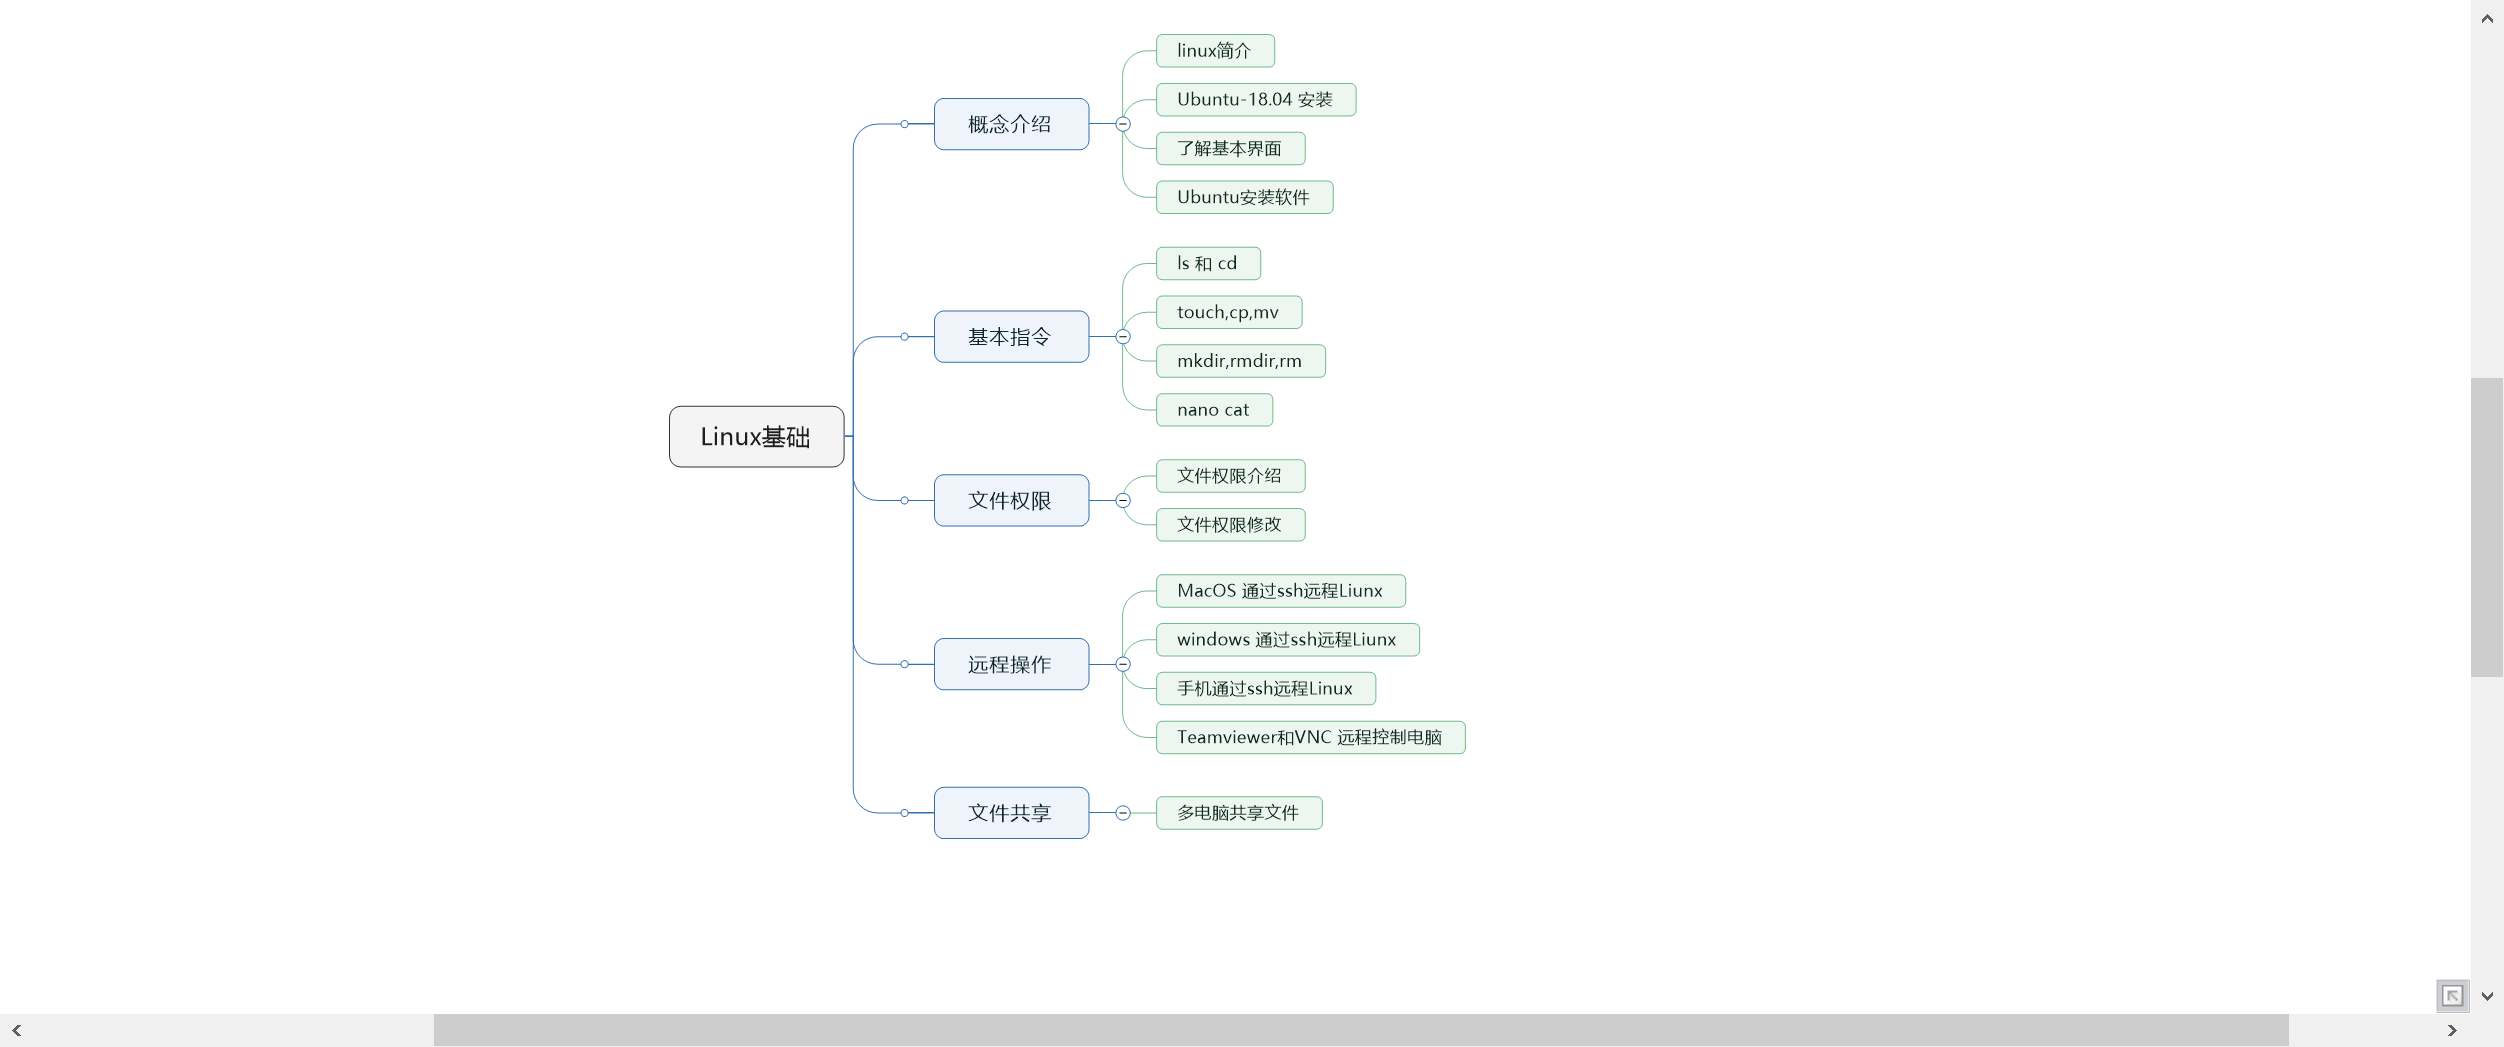 Linux基础
概念介绍
linux简介
Ubuntu-18.04 安装
了解基本界面
Ubuntu安装软件
基本指令
ls 和 cd
touch,cp,mv
mkdir,rmdir,rm
nano cat
文件权限
文件权限介绍
文件权限修改
远程操作
MacOS 通过ssh远程Liunx
windows 通过ssh远程Liunx
手机通过ssh远程Linux
Teamviewer和VNC 远程控制电脑
文件共享
多电脑共享文件